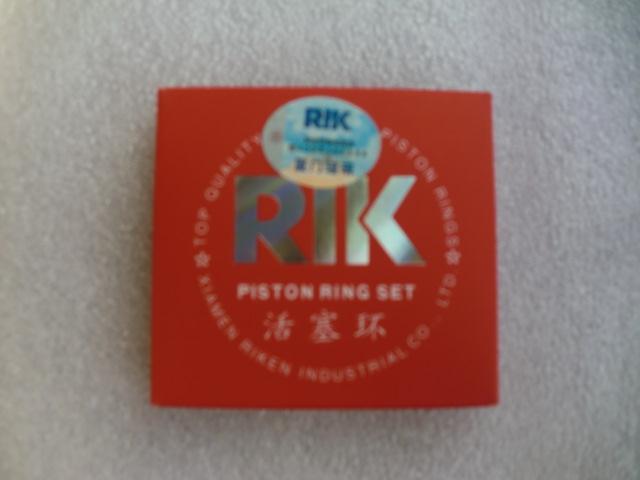 RIK
TOP QUALITY PISTON RINGS
RIK
PISTON RING SET
活塞环
XIAMEN RIKEN INDUSTRIAL CO., LTD